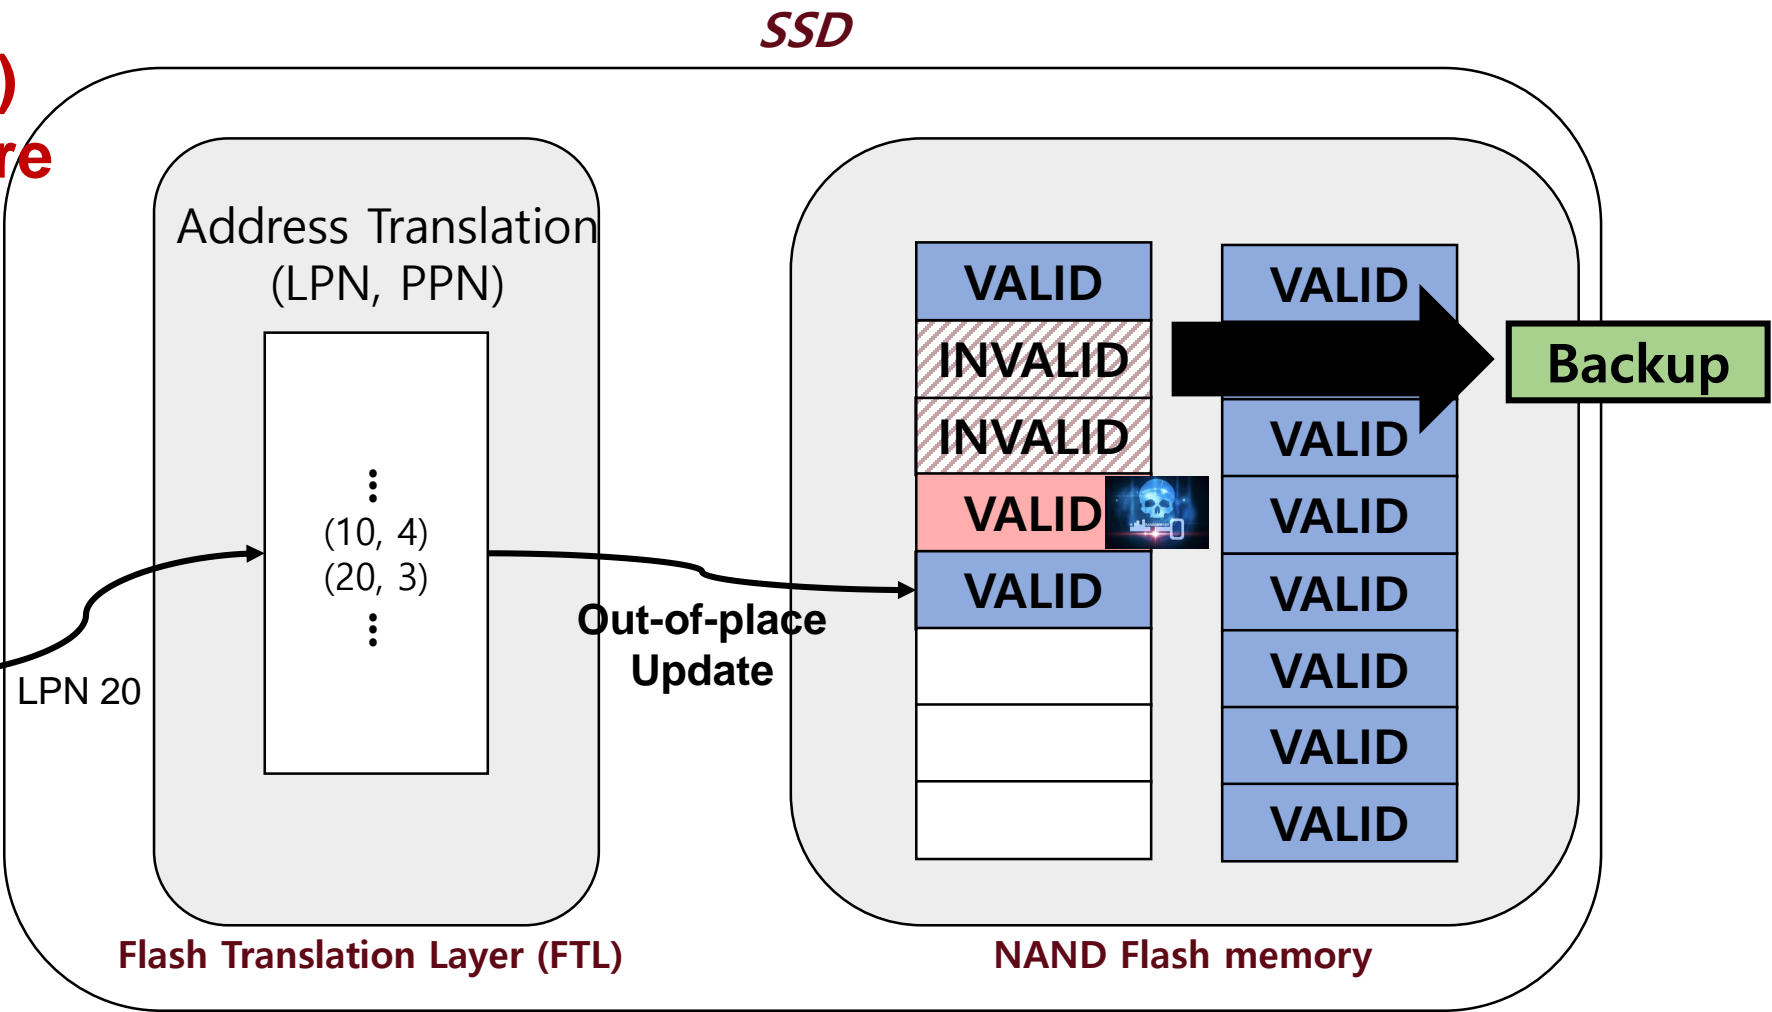 SSD
)
re
Address Translation
(LPN, PPN)
⋮
(10, 4)
(20, 3)
⋮
LPN 20
Out-of-place
Update
VALID
INVALID
INVALID
VALID
VALID
VALID
VALID
VALID
VALID
VALID
VALID
VALID
Backup
Flash Translation Layer (FTL)
NAND Flash memory